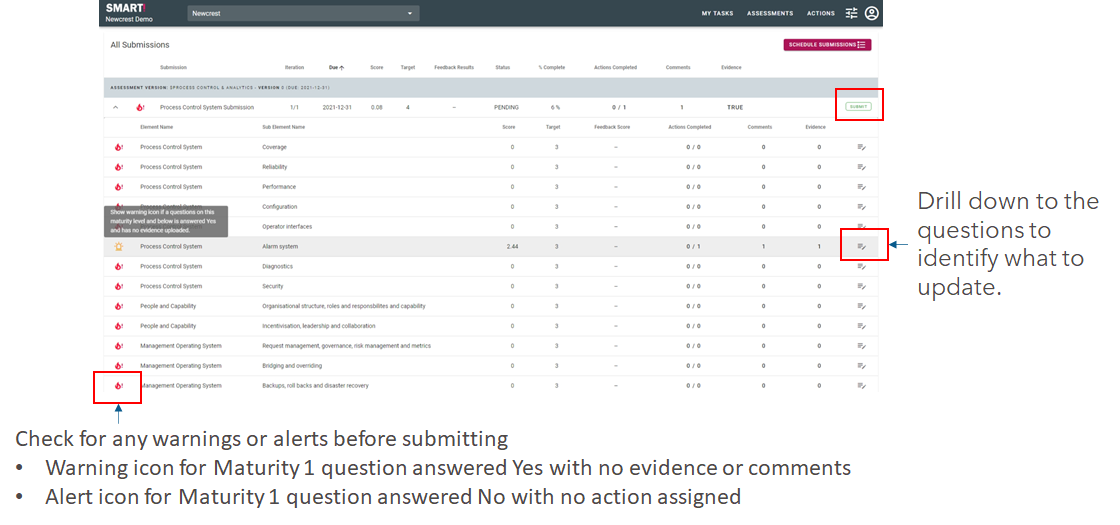 SMART!
Newcrest Demo
Newcrest
MY TASKS ASSESSMENTS ACTIONS
All Submissions
SCHEDULE SUBMISSIONS
Submission Iteration Due Score Target Feedback Results Status % Complete Actions Completed Comments Evidence
ASSESSMENT VERSION: SPROCESS CONTROL & ANALYTICS - VERSION 0 (DUE: 2021-12-31)
Process Control System Submission 1/1 2021-12-31 0.08 4 – PENDING 6 % 0 / 1 1 TRUE SUBMIT
Element Name Sub Element Name Score Target Feedback Score Actions Completed Comments Evidence
Process Control System Coverage 0 3 – 0 / 0 0 0
Process Control System Reliability 0 3 – 0 / 0 0 0
Process Control System Performance 0 3 – 0 / 0 0 0
Process Control System Configuration 0 3 – 0 / 0 0 0
Show warning icon if a questions on this
maturity level and below is answered Yes
and has no evidence uploaded.
Operator interfaces 0 3 – 0 / 0 0 0
Process Control System Alarm system 2.44 3 – 0 / 1 1 1
Process Control System Diagnostics 0 3 – 0 / 0 0 0
Process Control System Security 0 3 – 0 / 0 0 0
People and Capability Organisational structure, roles and responsbilites and capability 0 3 – 0 / 0 0 0
People and Capability Incentivisation, leadership and collaboration 0 3 – 0 / 0 0 0
Management Operating System Request management, governance, risk management and metrics 0 3 – 0 / 0 0 0
Management Operating System Bridging and overriding 0 3 – 0 / 0 0 0
Management Operating System Backups, roll backs and disaster recovery 0 3 – 0 / 0 0 0
Drill down to the
questions to
identify what to
update.
Check for any warnings or alerts before submitting
• Warning icon for Maturity 1 question answered Yes with no evidence or comments
• Alert icon for Maturity 1 question answered No with no action assigned